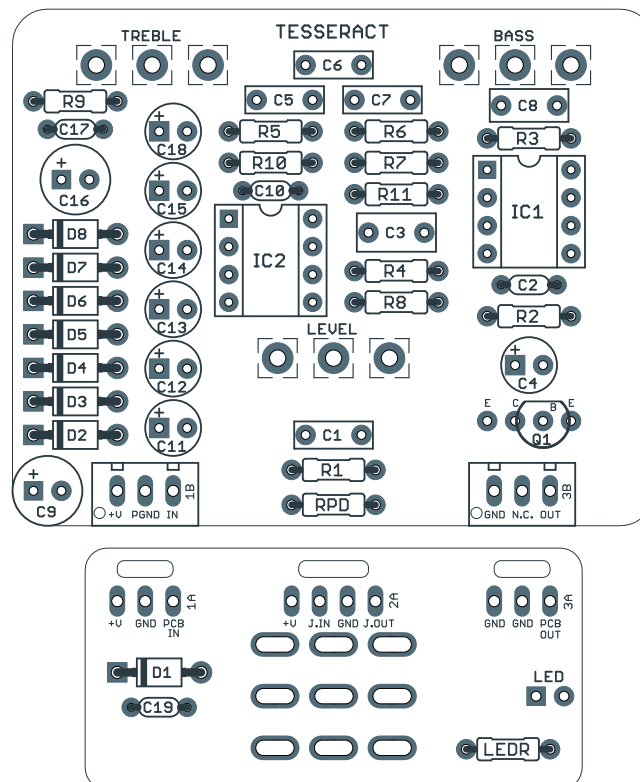 TREBLE TESSERACT BASS
C6
R9 C5 C7 C8
C17 C18 R5 R6 R3
R10 R7
C16 C15 C10 R11 IC1
D8 C3
D7 C14 IC2 R4 C2
D6 R8 R2
D5 C13 LEVEL
D4 C12 C4
D3 E C B E
D2 C11 C1 Q1
R1
C9 +V PGND IN 1B RPD GND N.C. OUT 3B
+V GND PCB IN 1A
+V J.IN GND J.OUT 2A
GND GND PCB OUT 3A
D1 LED
C19
LEDR